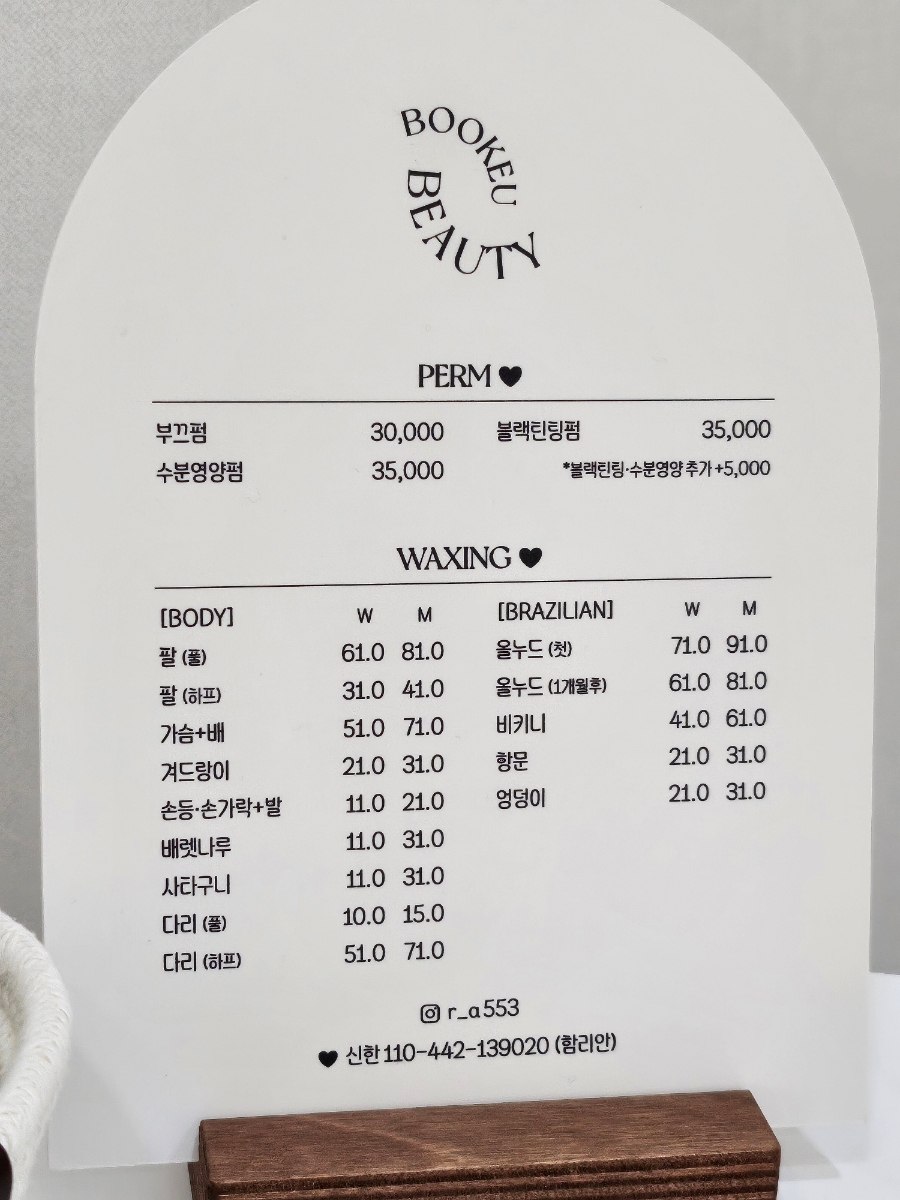 BOOKEU
BEAUTY
PERM ♥
부끄펌 30,000
수분영양펌 35,000
볼랙틴팅펌 35,000
*볼랙틴팅·수분영양 추가 +5,000
WAXING ♥
[BODY] W M
팔 (풀) 61.0 81.0
팔 (하프) 31.0 41.0
가슴+배 51.0 71.0
겨드랑이 21.0 31.0
손등·손가락+발 11.0 21.0
배렛나루 11.0 31.0
사타구니 11.0 31.0
다리 (풀) 10.0 15.0
다리 (하프) 51.0 71.0
[BRAZILIAN] W M
올누드 (첫) 71.0 91.0
올누드 (1개월후) 61.0 81.0
비키니 41.0 61.0
항문 21.0 31.0
엉덩이 21.0 31.0
r_a553
♥ 신한 110-442-139020 (함리안)